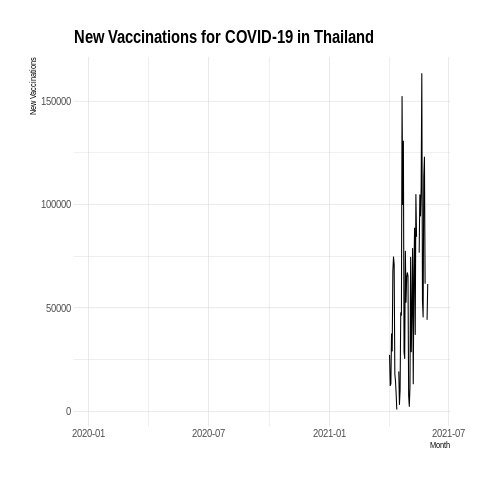 New Vaccinations for COVID-19 in Thailand
New Vaccinations
150000
100000
50000
0
2020-01 2020-07 2021-01 2021-07
Month